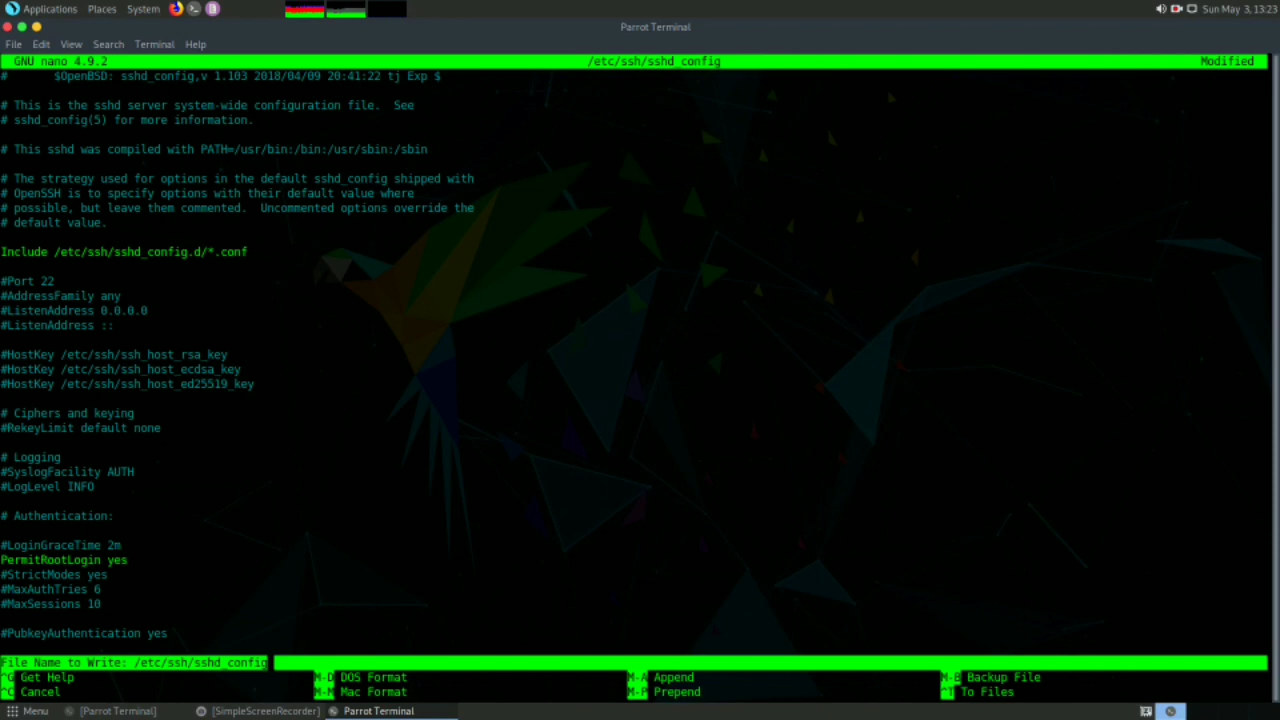 Applications Places System Sun May 3, 13:23
Parrot Terminal
File Edit View Search Terminal Help
GNU nano 4.9.2 /etc/ssh/sshd_config Modified
# $OpenBSD: sshd_config,v 1.103 2018/04/09 20:41:22 tj Exp $
# This is the sshd server system-wide configuration file. See
# sshd_config(5) for more information.
# This sshd was compiled with PATH=/usr/bin:/bin:/usr/sbin:/sbin
# The strategy used for options in the default sshd_config shipped with
# OpenSSH is to specify options with their default value where
# possible, but leave them commented. Uncommented options override the
# default value.
Include /etc/ssh/sshd_config.d/*.conf
#Port 22
#AddressFamily any
#ListenAddress 0.0.0.0
#ListenAddress ::
#HostKey /etc/ssh/ssh_host_rsa_key
#HostKey /etc/ssh/ssh_host_ecdsa_key
#HostKey /etc/ssh/ssh_host_ed25519_key
# Ciphers and keying
#RekeyLimit default none
# Logging
#SyslogFacility AUTH
#LogLevel INFO
# Authentication:
#LoginGraceTime 2m
PermitRootLogin yes
#StrictModes yes
#MaxAuthTries 6
#MaxSessions 10
#PubkeyAuthentication yes
File Name to Write: /etc/ssh/sshd_config
^G Get Help M-D DOS Format M-A Append M-B Backup File
^C Cancel M-M Mac Format M-P Prepend ^T To Files
Menu [Parrot Terminal] [SimpleScreenRecorder] Parrot Terminal